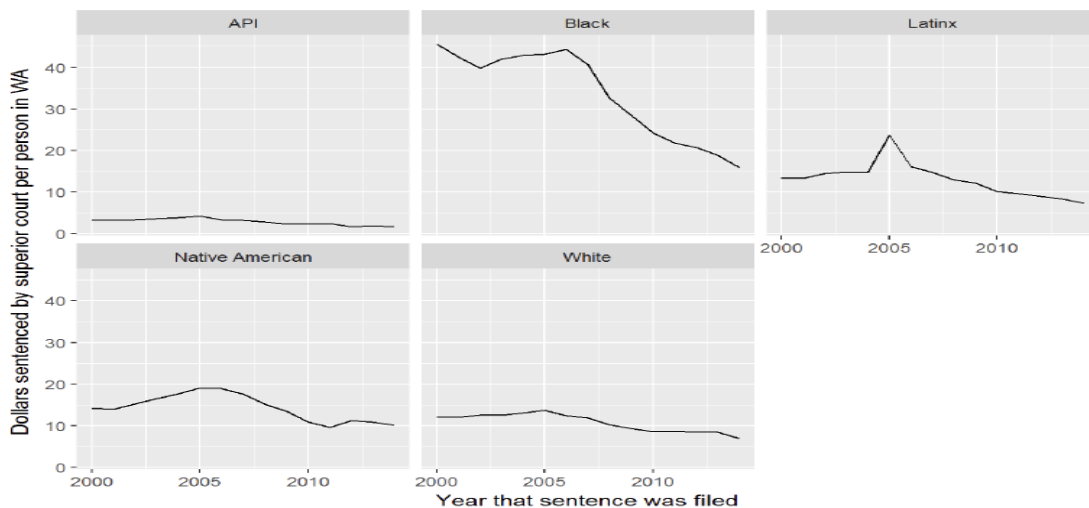 API
Black
Latinx
Dollars sentenced by superior court per person in WA
40
30
20
10
0
2000
2005
2010
Native American
White
40
30
20
10
0
2000
2005
2010
2000
2005
2010
Year that sentence was filed